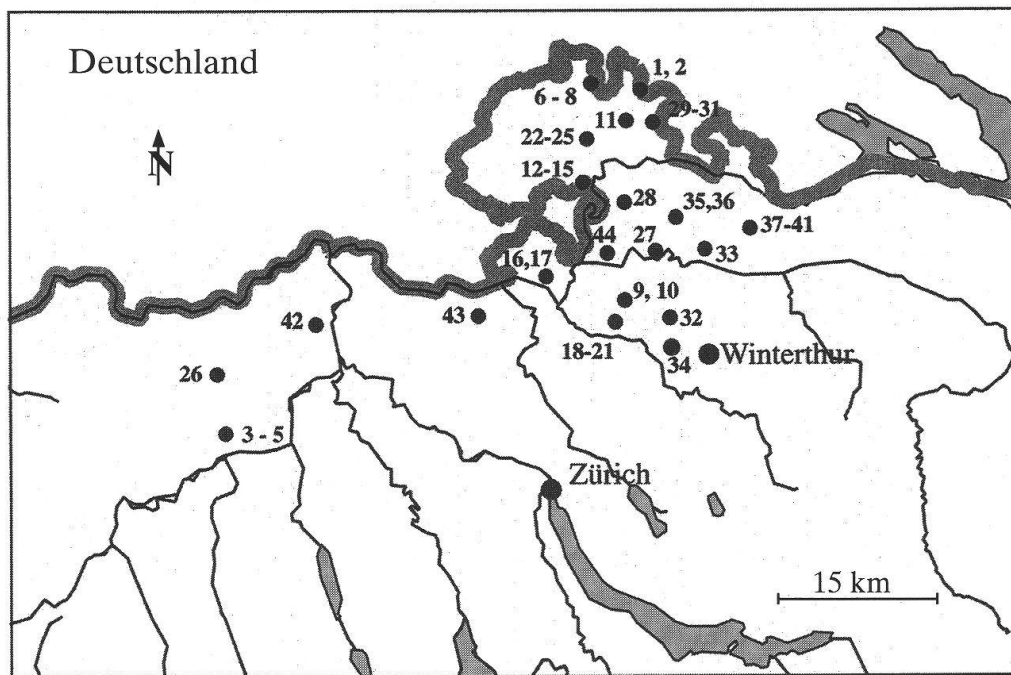 Deutschland
N
1, 2
6 - 8
11
29-31
22-25
12-15
28
35,36
37-41
44
27
33
16,17
9, 10
32
42
43
18-21
34
Winterthur
26
3 - 5
Zürich
15 km